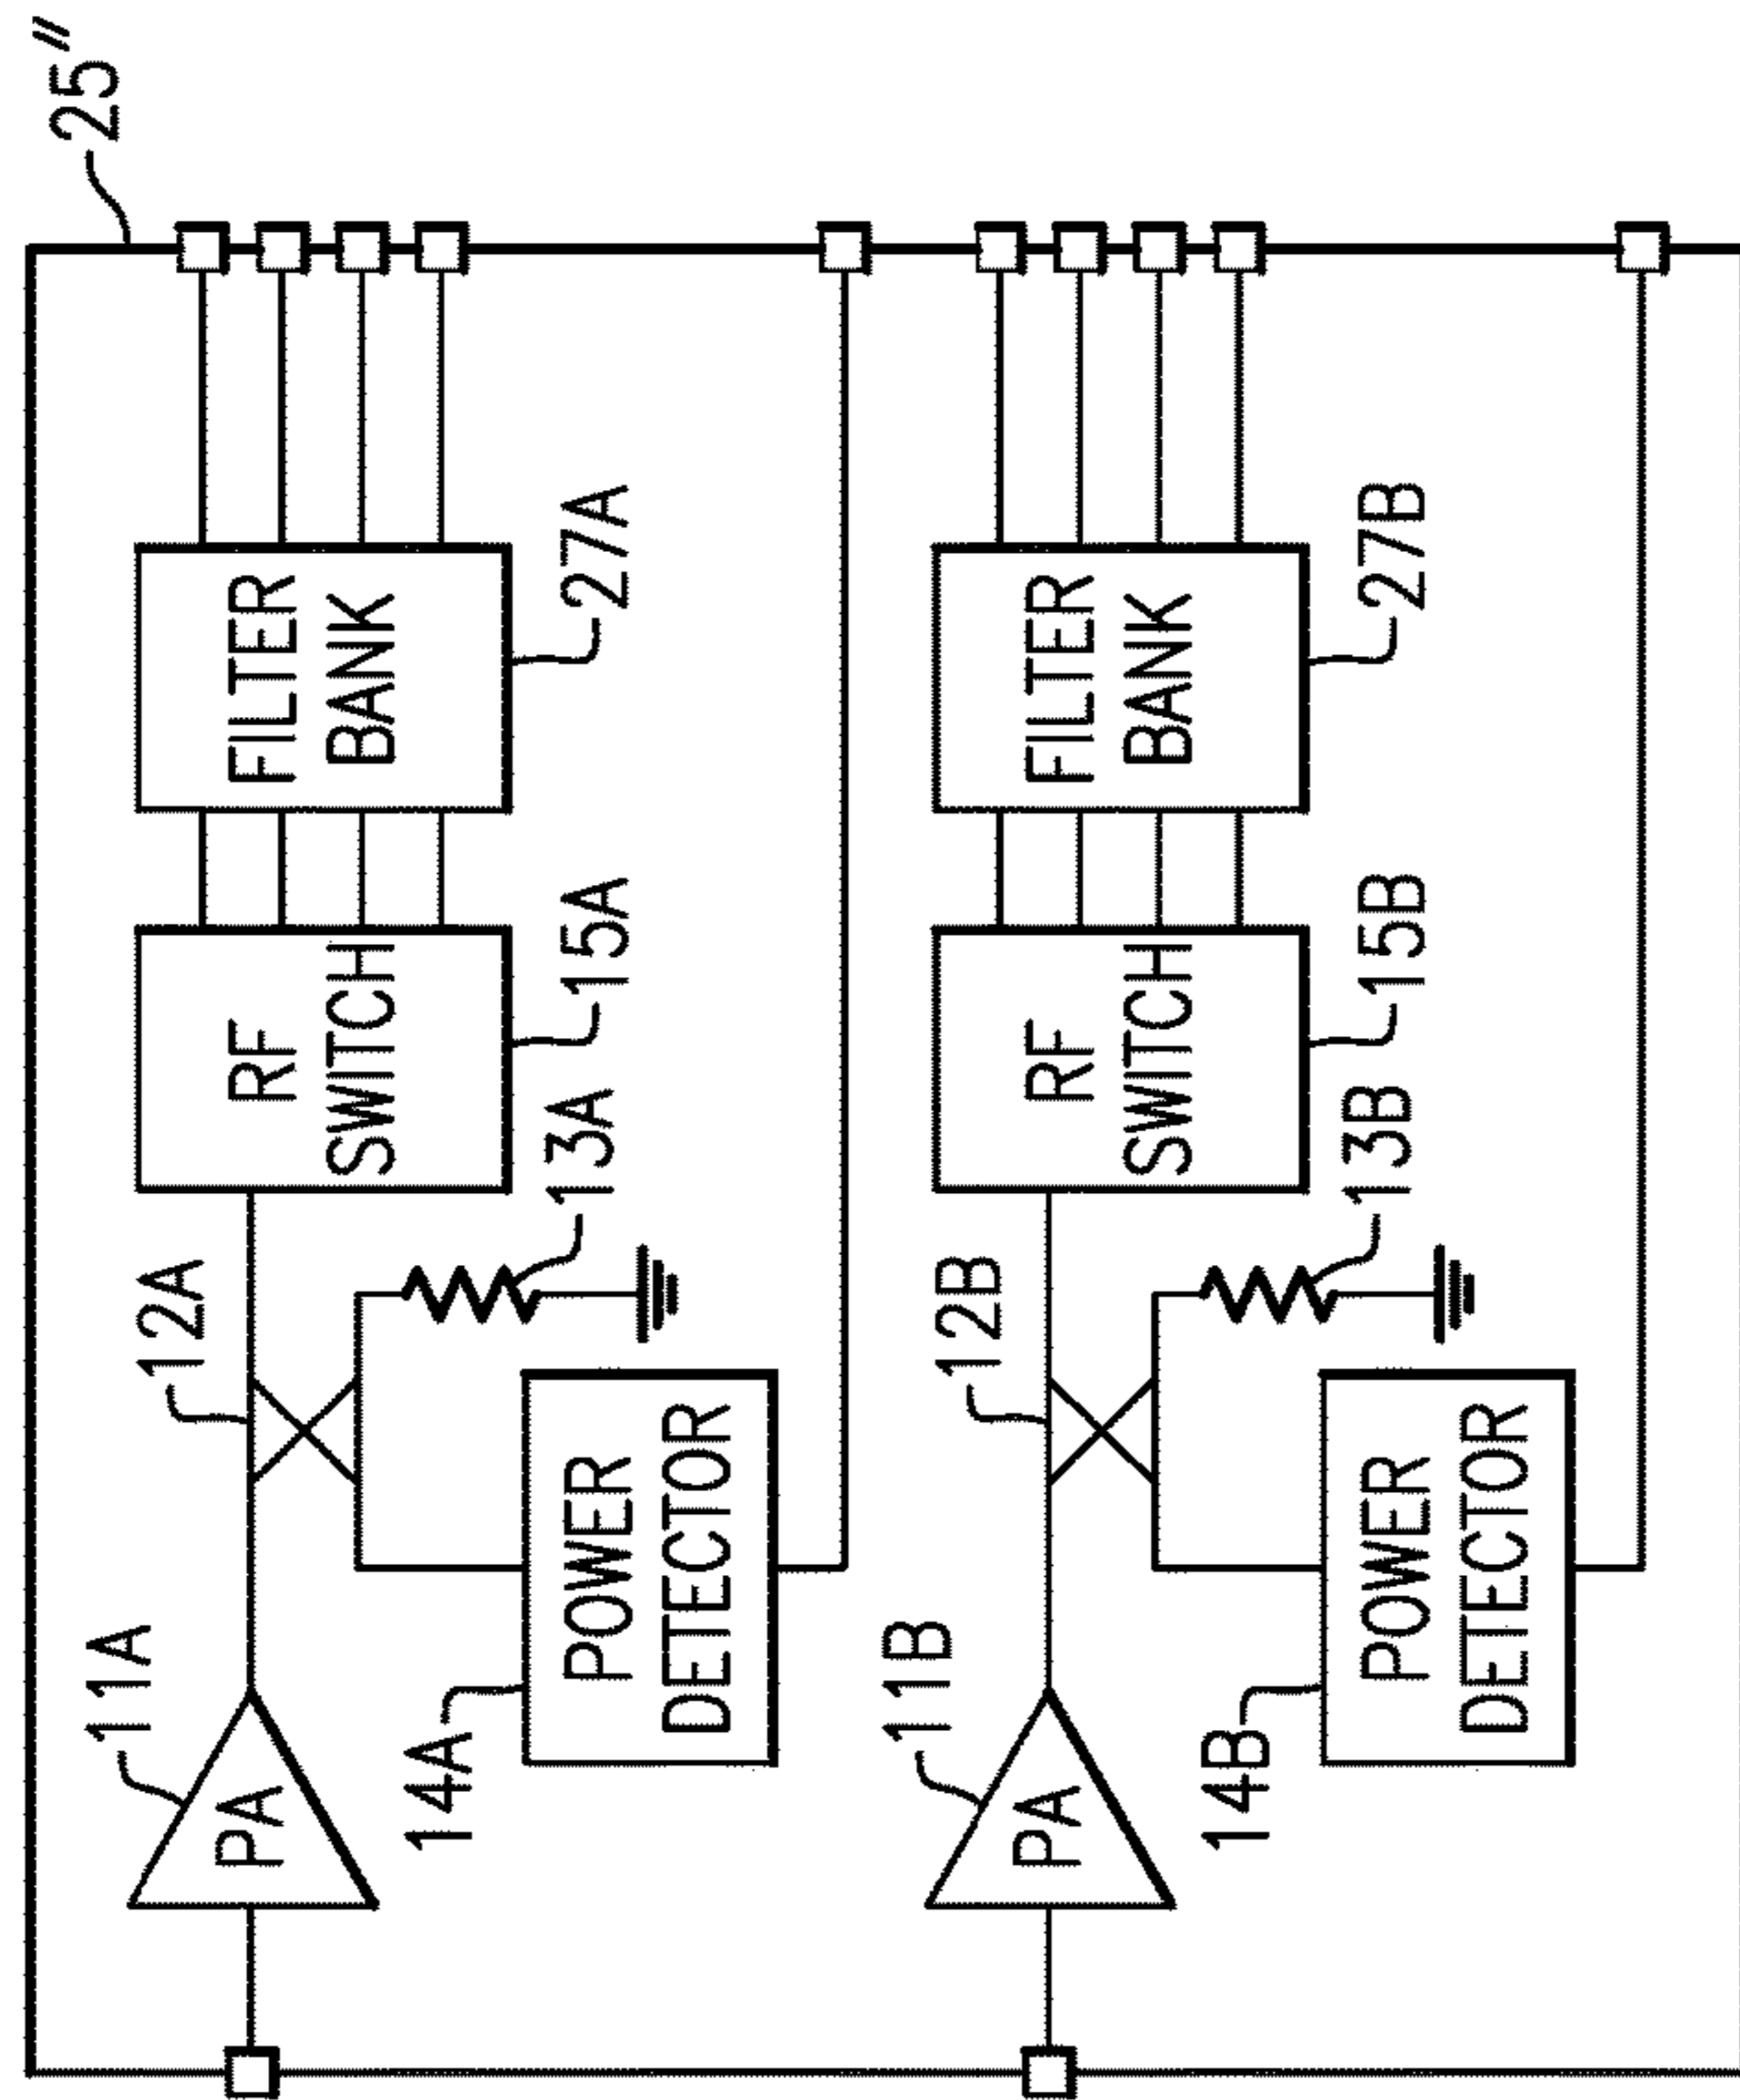 25"
11A
PA
12A
RF
SWITCH
FILTER
BANK
14A
POWER
DETECTOR
13A
15A
27A
11B
PA
12B
RF
SWITCH
FILTER
BANK
14B
POWER
DETECTOR
13B
15B
27B